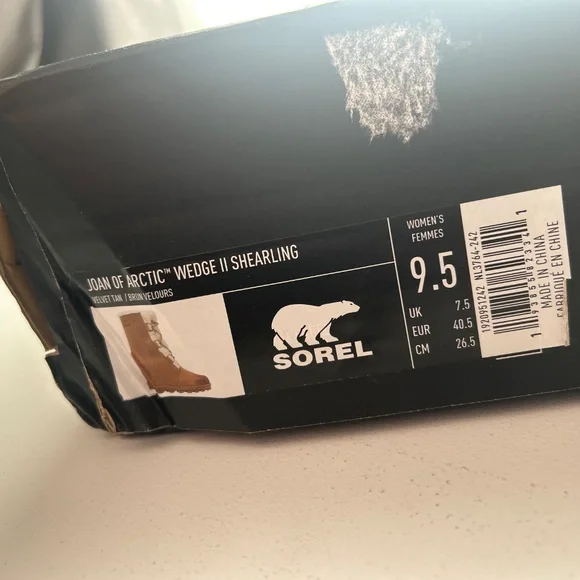 JOAN OF ARCTIC™ WEDGE II SHEARLING
VELVET TAN | BRUN VELOURS
SOREL
WOMEN'S
FEMMES
9.5
UK 7.5
EUR 40.5
CM 26.5
1920951242 NL3764-242
MADE IN CHINA
FABRIQUÉ EN CHINE